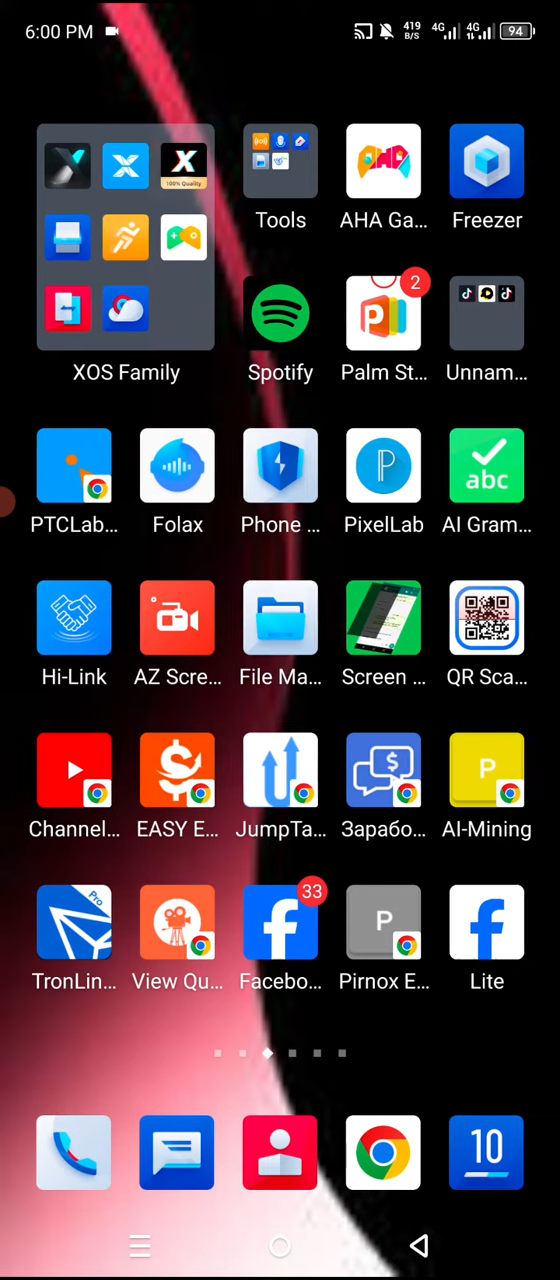 6:00 PM 419 B/S 4G 4G 94
X 100% Quality
Tools AHA Ga... Freezer
2
XOS Family Spotify Palm St... Unnam...
abc
PTCLab... Folax Phone ... PixelLab AI Gram...
Hi-Link AZ Scre... File Ma... Screen ... QR Sca...
P
Channel... EASY E... JumpTa... Зарабо... AI-Mining
Pro 33 P
TronLin... View Qu... Facebo... Pirnox E... Lite
10